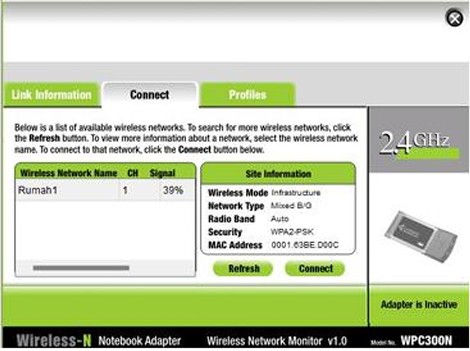 Link Information
Connect
Profiles
Below is a list of available wireless networks. To search for more wireless networks, click
the Refresh button. To view more information about a network, select the wireless network
name. To connect to that network, click the Connect button below.
Wireless Network Name CH Signal
Rumah1 1 39%
Site Information
Wireless Mode Infrastructure
Network Type Mixed B/G
Radio Band Auto
Security WPA2-PSK
MAC Address 0001.63BE.D00C
Refresh
Connect
2.4GHz
Adapter is Inactive
Wireless-N Notebook Adapter Wireless Network Monitor v1.0 Model No. WPC300N